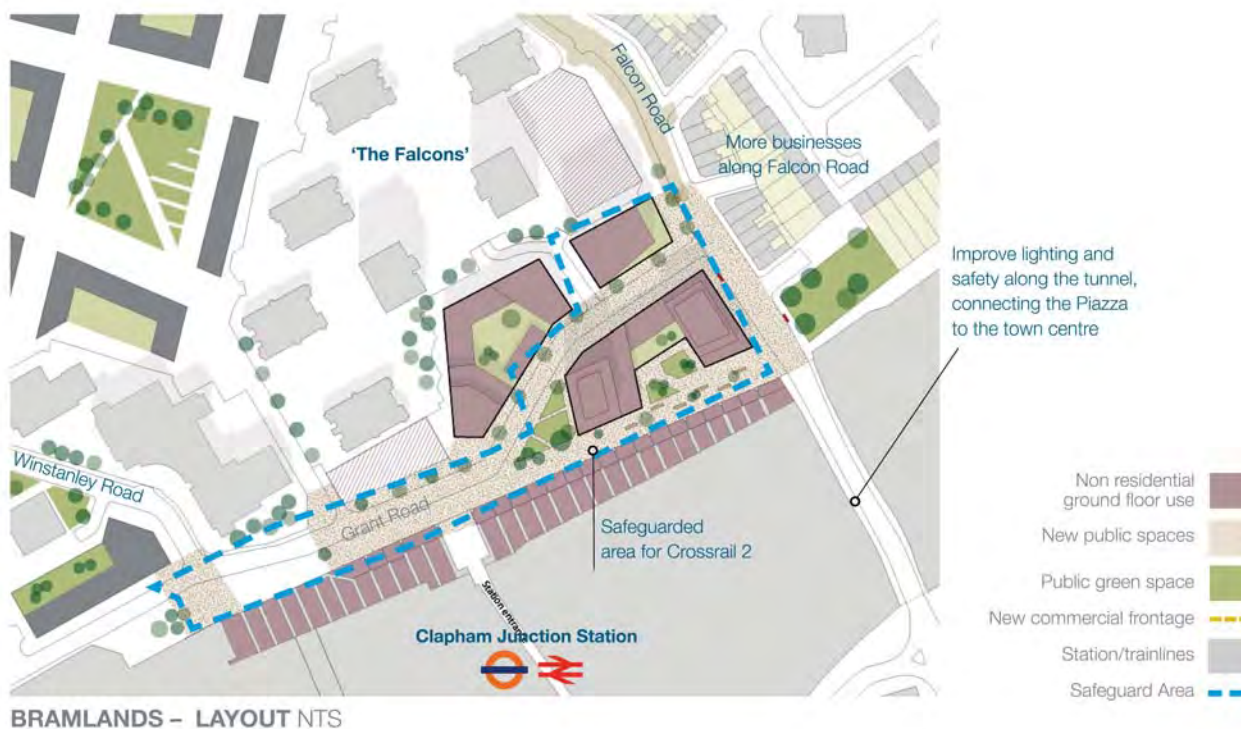 Falcon Road
'The Falcons'
More businesses
along Falcon Road
Improve lighting and
safety along the tunnel,
connecting the Piazza
to the town centre
Winstanley Road
Grant Road
Safeguarded
area for Crossrail 2
Station entrance
Clapham Junction Station
Non residential
ground floor use
New public spaces
Public green space
New commercial frontage
Station/trainlines
Safeguard Area
BRAMLANDS – LAYOUT NTS